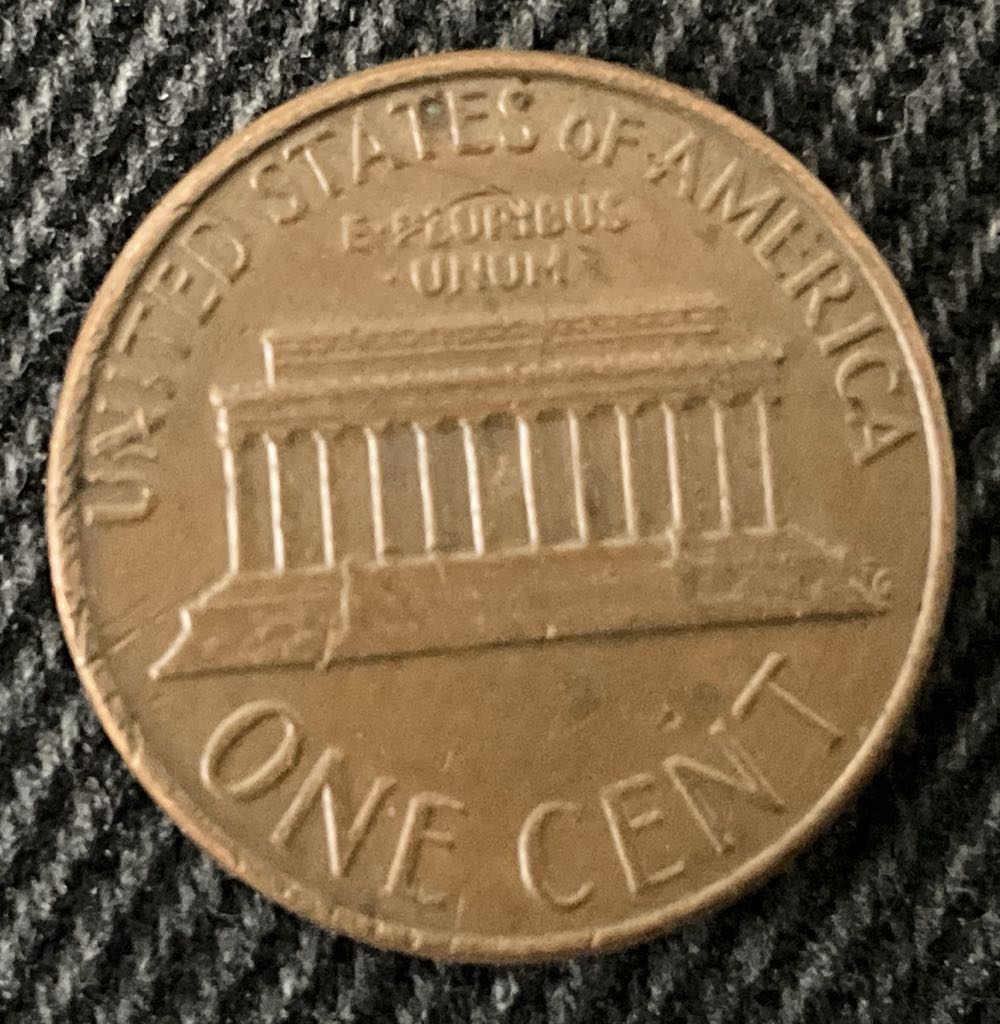 UNITED STATES OF AMERICA
E·PLURIBUS
UNUM
ONE CENT